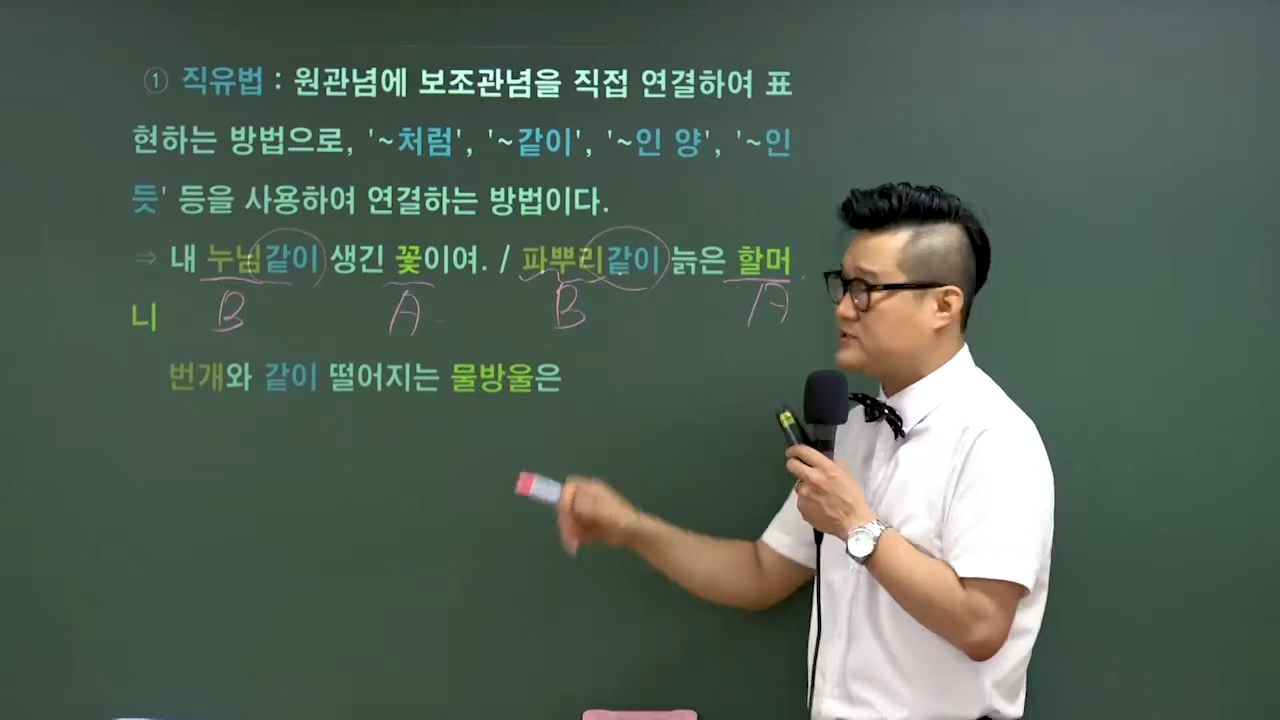 ① 직유법 : 원관념에 보조관념을 직접 연결하여 표
현하는 방법으로, '~처럼', '~같이', '~인 양', '~인
듯' 등을 사용하여 연결하는 방법이다.
⇒ 내 누님같이 생긴 꽃이여. / 파뿌리같이 늙은 할머
B A B A
니
번개와 같이 떨어지는 물방울은